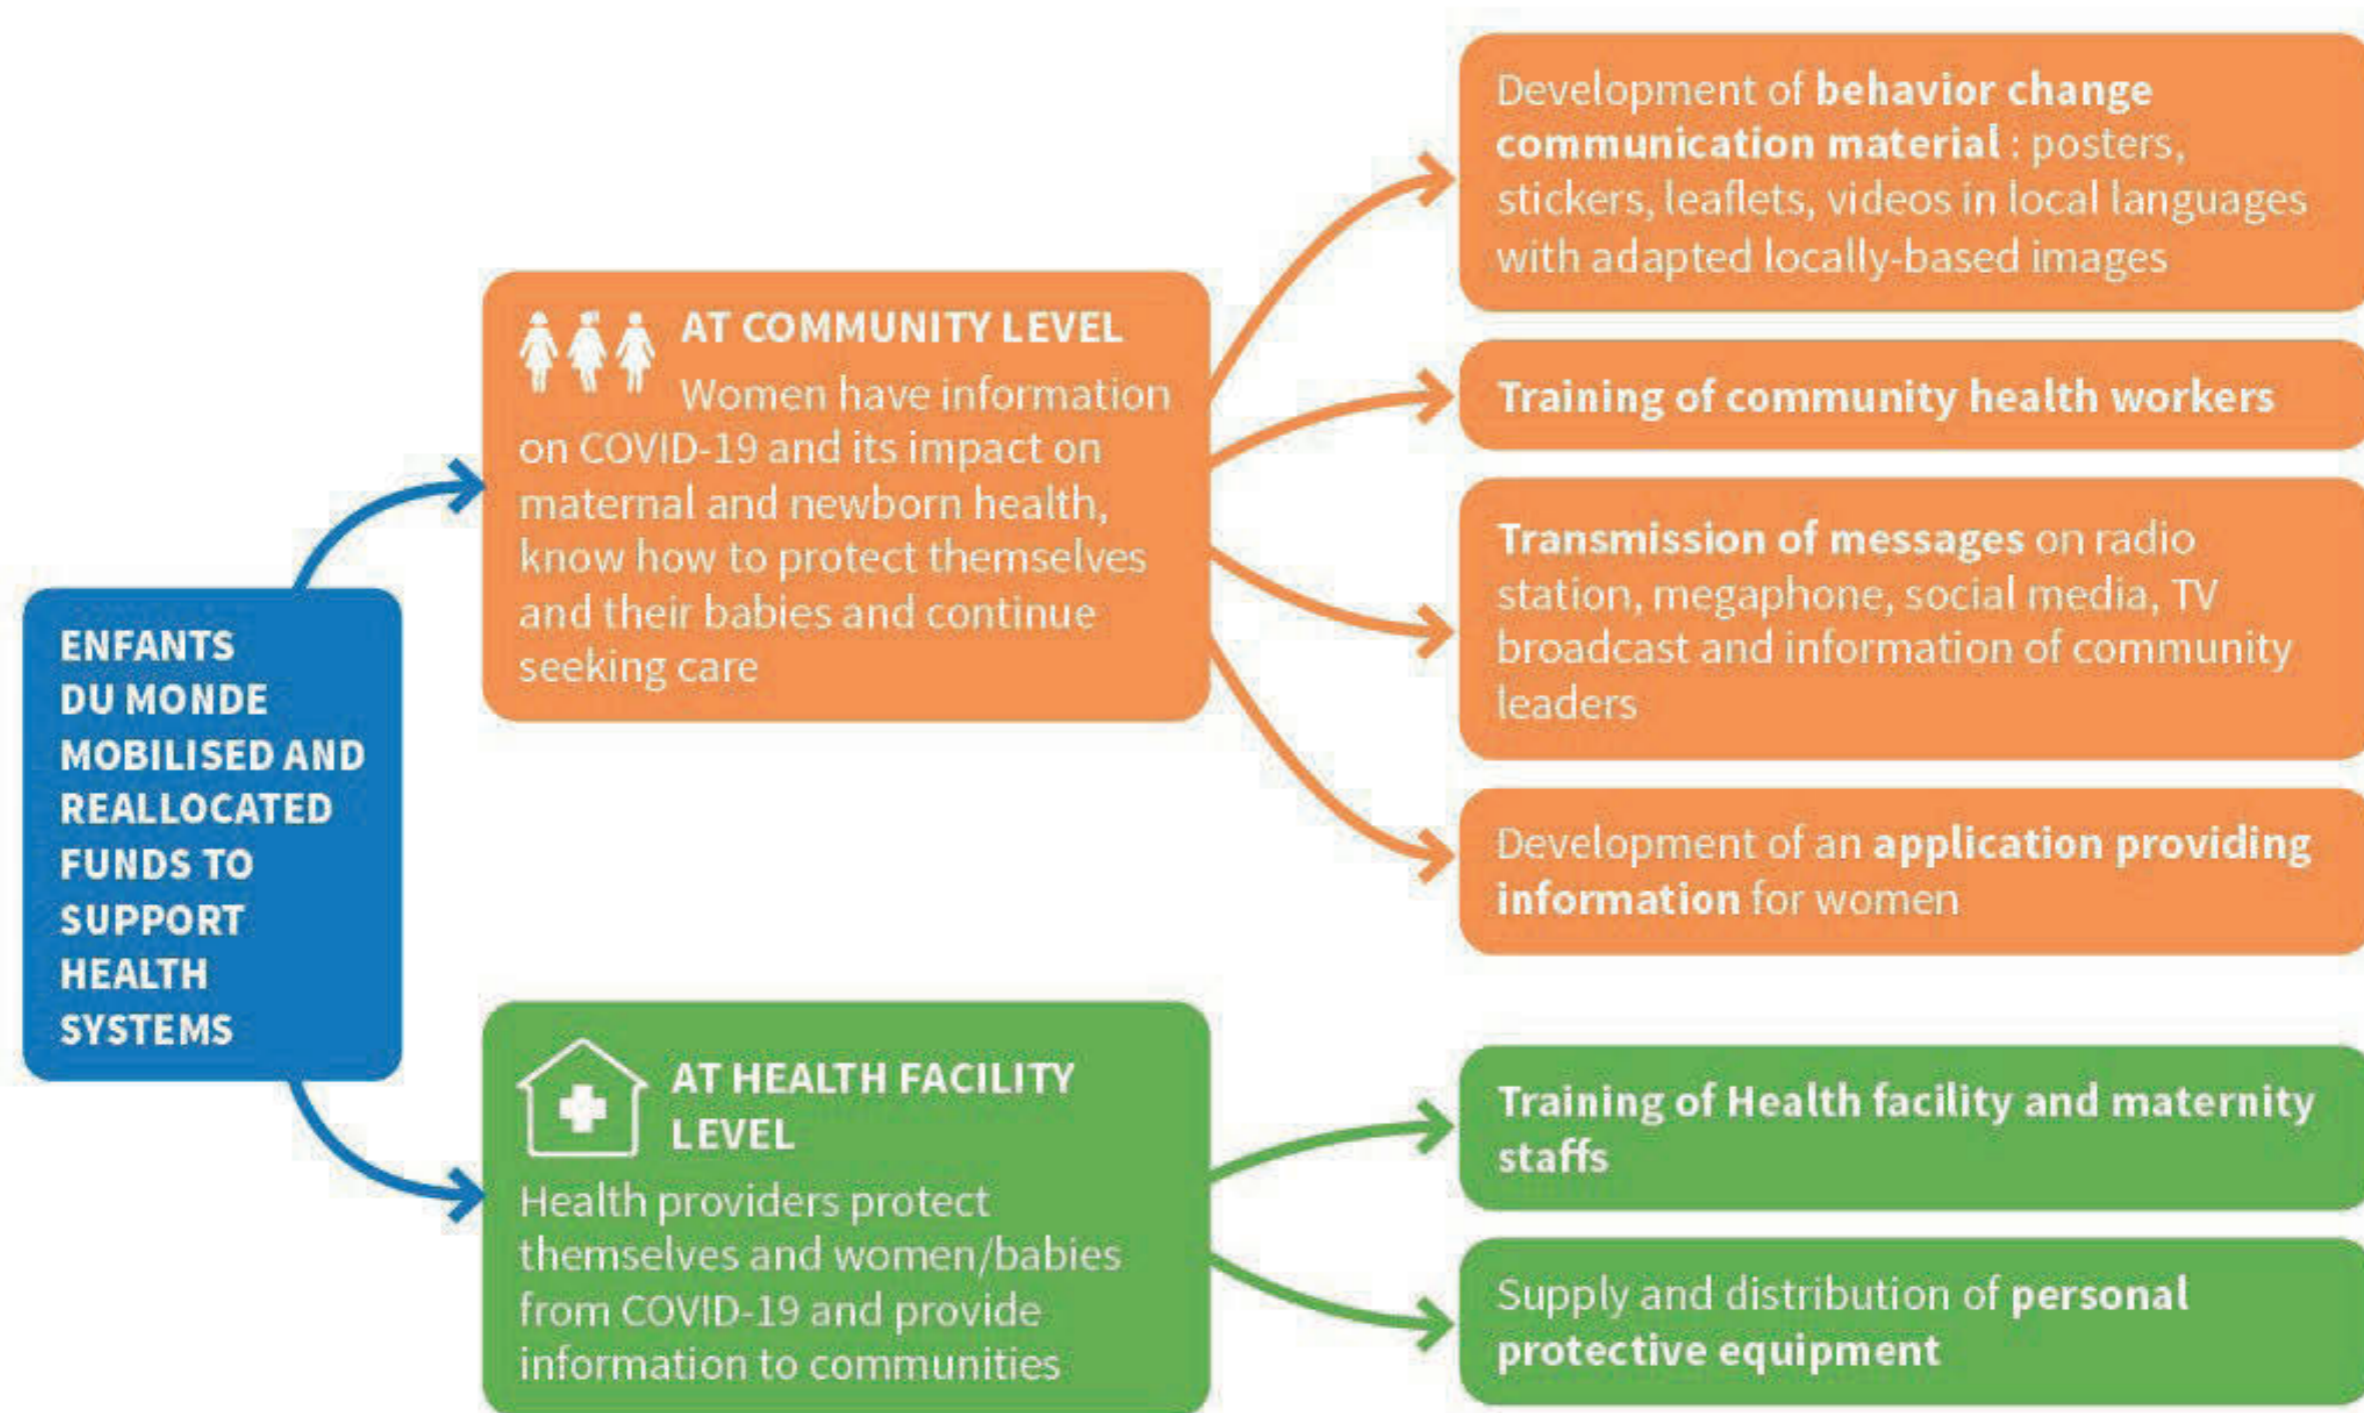 ENFANTS
DU MONDE
MOBILISED AND
REALLOCATED
FUNDS TO
SUPPORT
HEALTH
SYSTEMS
AT COMMUNITY LEVEL
Women have information
on COVID-19 and its impact on
maternal and newborn health,
know how to protect themselves
and their babies and continue
seeking care
Development of behavior change
communication material : posters,
stickers, leaflets, videos in local languages
with adapted locally-based images
Training of community health workers
Transmission of messages on radio
station, megaphone, social media, TV
broadcast and information of community
leaders
Development of an application providing
information for women
AT HEALTH FACILITY
LEVEL
Health providers protect
themselves and women/babies
from COVID-19 and provide
information to communities
Training of Health facility and maternity
staffs
Supply and distribution of personal
protective equipment